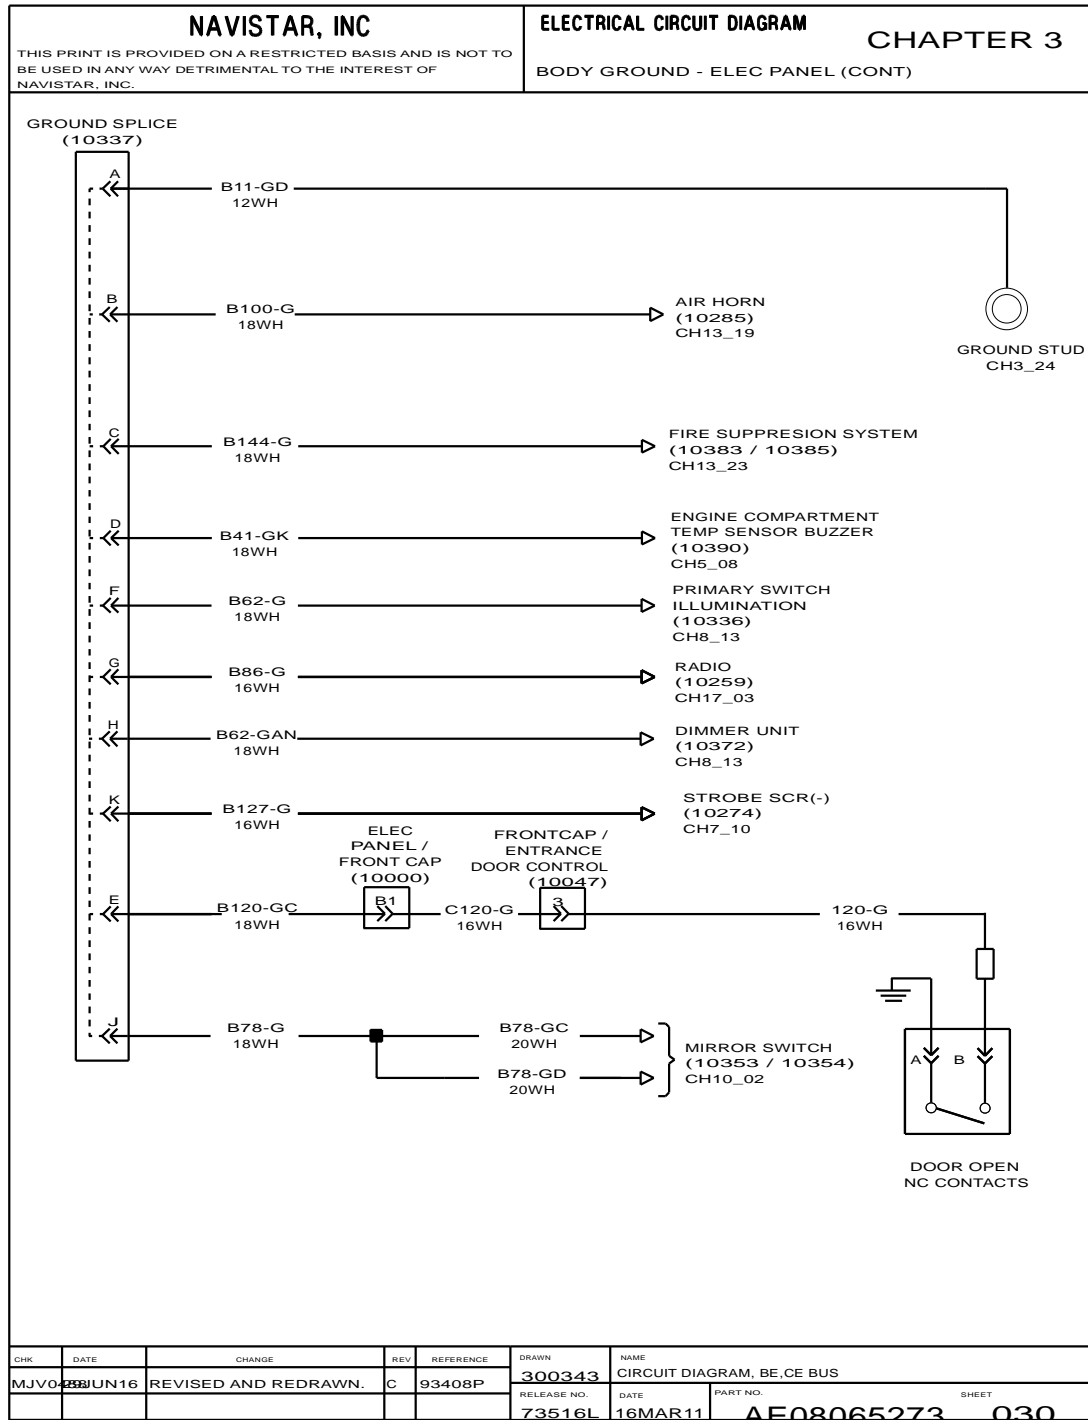 NAVISTAR, INC
THIS PRINT IS PROVIDED ON A RESTRICTED BASIS AND IS NOT TO
BE USED IN ANY WAY DETRIMENTAL TO THE INTEREST OF
NAVISTAR, INC.
ELECTRICAL CIRCUIT DIAGRAM
CHAPTER 3
BODY GROUND - ELEC PANEL (CONT)
GROUND SPLICE
(10337)
A
B11-GD
12WH
GROUND STUD
CH3_24
B
B100-G
18WH
AIR HORN
(10285)
CH13_19
C
B144-G
18WH
FIRE SUPPRESION SYSTEM
(10383 / 10385)
CH13_23
D
B41-GK
18WH
ENGINE COMPARTMENT
TEMP SENSOR BUZZER
(10390)
CH5_08
F
B62-G
18WH
PRIMARY SWITCH
ILLUMINATION
(10336)
CH8_13
G
B86-G
16WH
RADIO
(10259)
CH17_03
H
B62-GAN
18WH
DIMMER UNIT
(10372)
CH8_13
K
B127-G
16WH
STROBE SCR(-)
(10274)
CH7_10
ELEC
PANEL /
FRONT CAP
(10000)
FRONTCAP /
ENTRANCE
DOOR CONTROL
(10047)
E
B120-GC
18WH
B1
C120-G
16WH
3
120-G
16WH
J
B78-G
18WH
B78-GC
20WH
B78-GD
20WH
MIRROR SWITCH
(10353 / 10354)
CH10_02
A B
DOOR OPEN
NC CONTACTS
CHK DATE CHANGE REV REFERENCE
JUN16 REVISED AND REDRAWN. C 93408P
DRAWN
300343
NAME
CIRCUIT DIAGRAM, BE,CE BUS
RELEASE NO.
73516L
DATE
16MAR11
PART NO.
AE08065273
SHEET
030